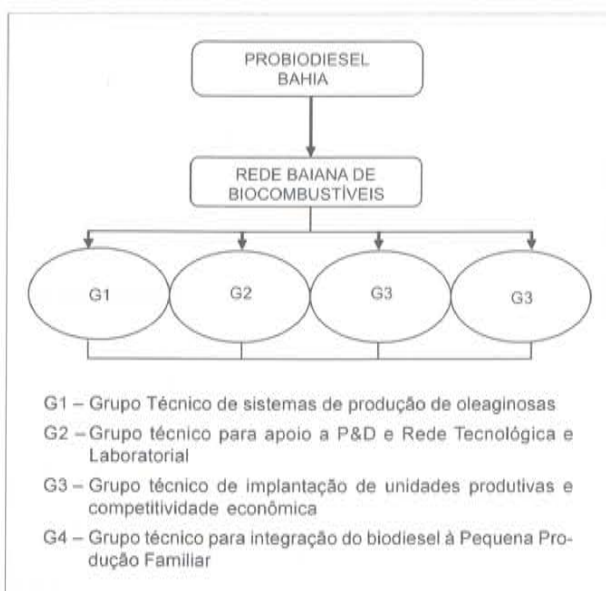 PROBIODIESEL
BAHIA
REDE BAIANA DE
BIOCOMBUSTÍVEIS
G1
G2
G3
G3
G1 – Grupo Técnico de sistemas de produção de oleaginosas
G2 – Grupo técnico para apoio a P&D e Rede Tecnológica e
Laboratorial
G3 – Grupo técnico de implantação de unidades produtivas e
competitividade econômica
G4 – Grupo técnico para integração do biodiesel à Pequena Pro-
dução Familiar